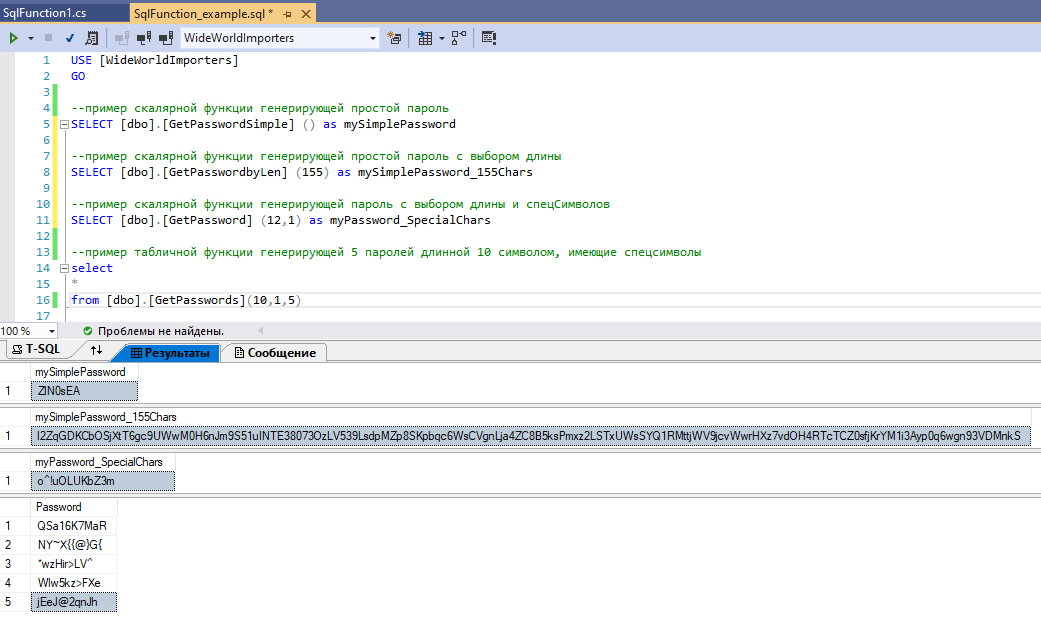 SqlFunction1.cs
SqlFunction_example.sql *
WideWorldImporters
1 USE [WideWorldImporters]
2 GO
3
4 --пример скалярной функции генерирующей простой пароль
5 SELECT [dbo].[GetPasswordSimple] () as mySimplePassword
6
7 --пример скалярной функции генерирующей простой пароль с выбором длины
8 SELECT [dbo].[GetPasswordbyLen] (155) as mySimplePassword_155Chars
9
10 --пример скалярной функции генерирующей пароль с выбором длины и спецСимволов
11 SELECT [dbo].[GetPassword] (12,1) as myPassword_SpecialChars
12
13 --пример табличной функции генерирующей 5 паролей длинной 10 символом, имеющие спецсимволы
14 select
15 *
16 from [dbo].[GetPasswords](10,1,5)
17
100 % Проблемы не найдены.
T-SQL Результаты Сообщение
mySimplePassword
1 ZIN0sEA
mySimplePassword_155Chars
1
myPassword_SpecialChars
1 o^!uOLUKbZ3m
Password
1 QSa16K7MaR
2 NY~X{{@}G{
3 *wzHir>LV^
4 WIw5kz>FXe
5 jEeJ@2qnJh